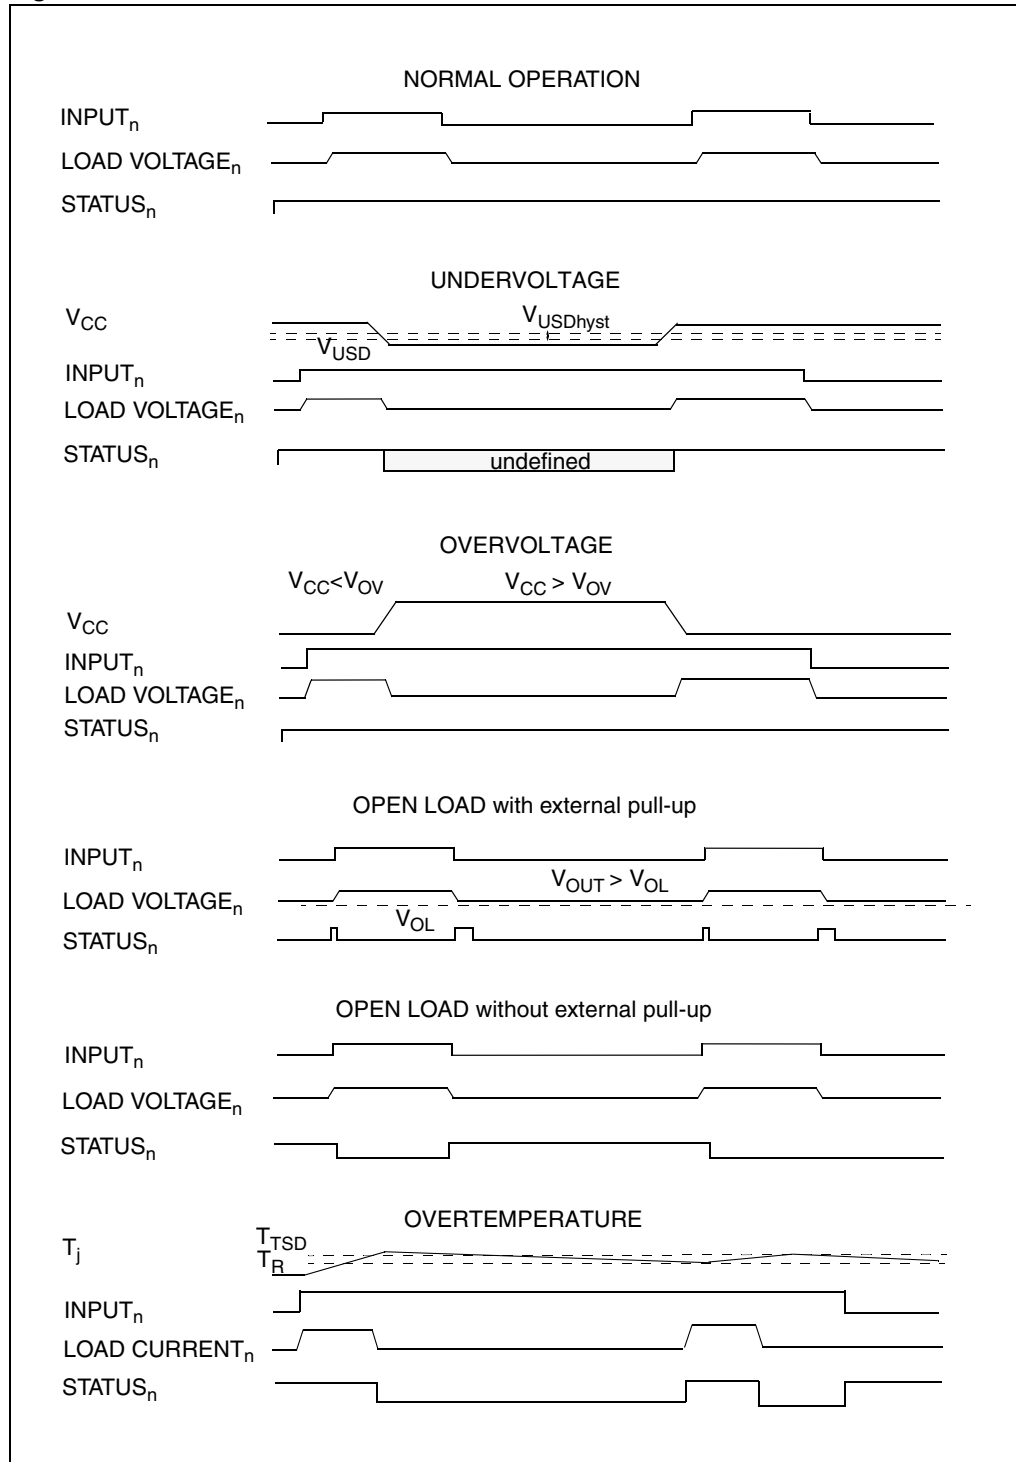 NORMAL OPERATION
INPUTn
LOAD VOLTAGEn
STATUSn
UNDERVOLTAGE
VCC
VUSDhyst
VUSD
INPUTn
LOAD VOLTAGEn
STATUSn
undefined
OVERVOLTAGE
VCC<VOV
VCC > VOV
VCC
INPUTn
LOAD VOLTAGEn
STATUSn
OPEN LOAD with external pull-up
INPUTn
VOUT > VOL
LOAD VOLTAGEn
VOL
STATUSn
OPEN LOAD without external pull-up
INPUTn
LOAD VOLTAGEn
STATUSn
OVERTEMPERATURE
Tj
TTSD
TR
INPUTn
LOAD CURRENTn
STATUSn